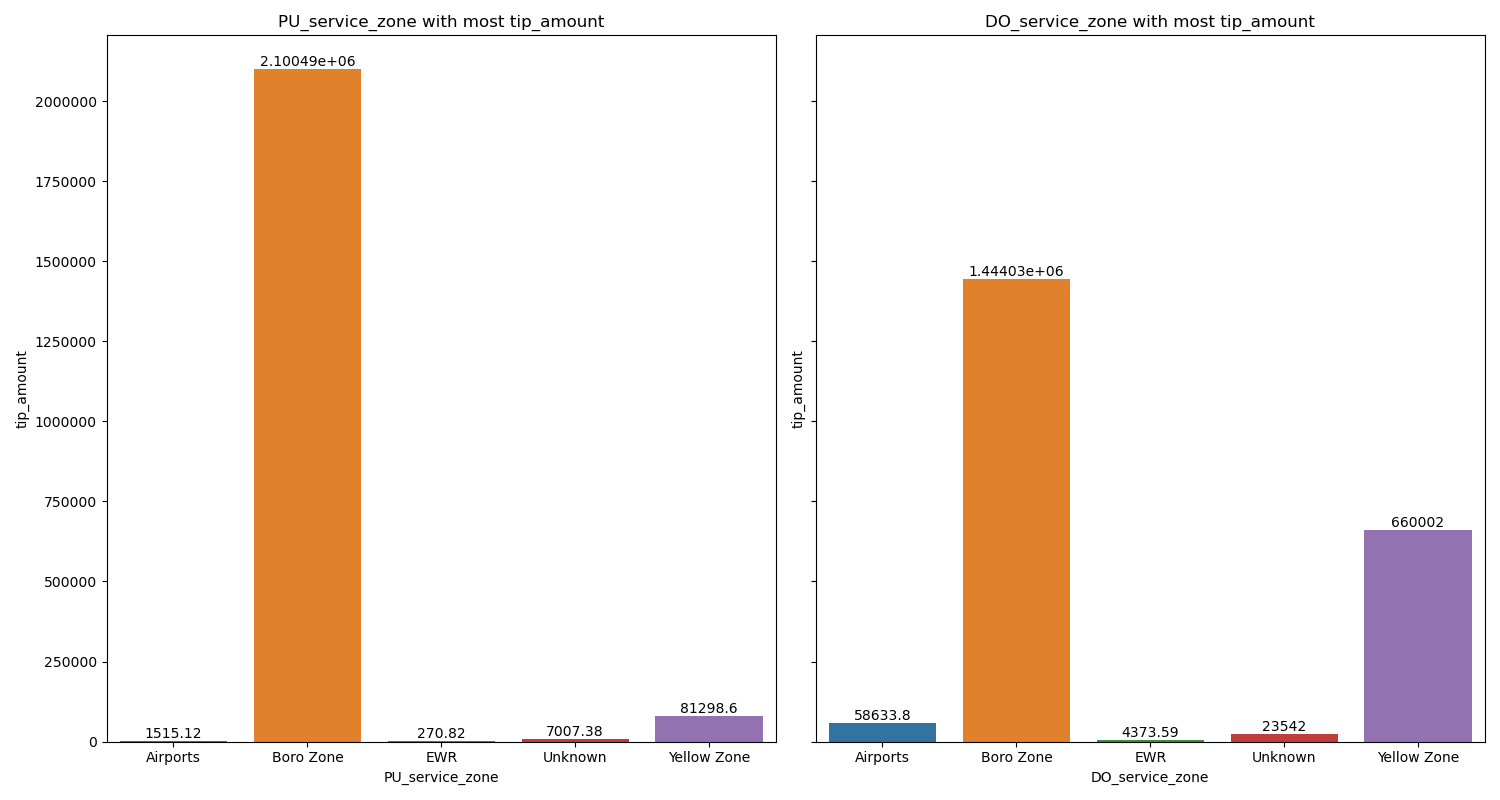 PU_service_zone with most tip_amount
DO_service_zone with most tip_amount
tip_amount
2000000
1750000
1500000
1250000
1000000
750000
500000
250000
0
1515.12
2.10049e+06
270.82
7007.38
81298.6
Airports
Boro Zone
EWR
Unknown
Yellow Zone
PU_service_zone
tip_amount
58633.8
1.44403e+06
4373.59
23542
660002
Airports
Boro Zone
EWR
Unknown
Yellow Zone
DO_service_zone